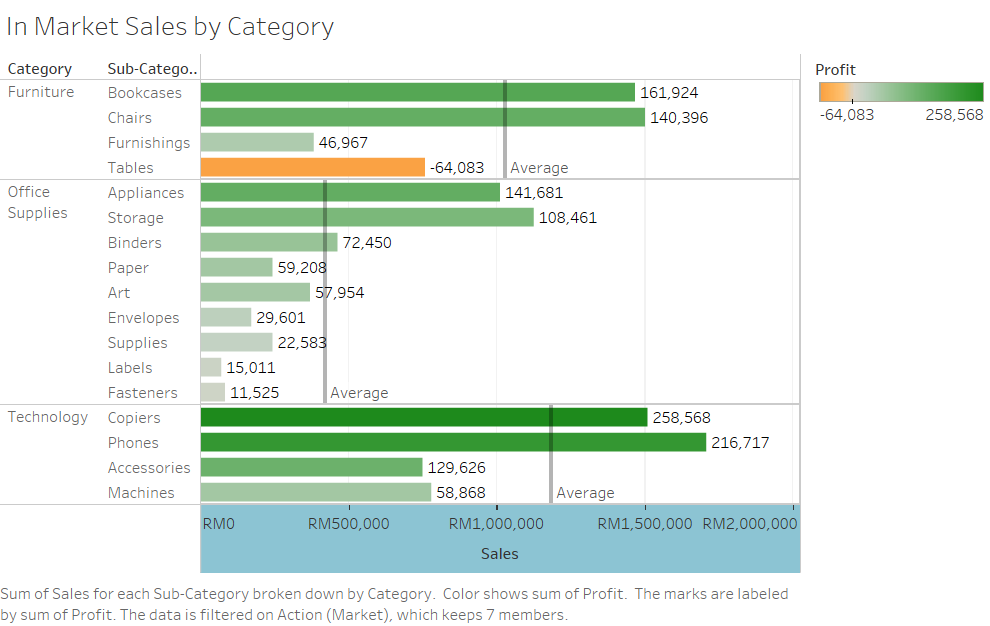 In Market Sales by Category
Category Sub-Catego..
Furniture Bookcases 161,924
Chairs 140,396
Furnishings 46,967
Tables -64,083 Average
Office Supplies Appliances 141,681
Storage 108,461
Binders 72,450
Paper 59,208
Art 57,954
Envelopes 29,601
Supplies 22,583
Labels 15,011
Fasteners 11,525 Average
Technology Copiers 258,568
Phones 216,717
Accessories 129,626
Machines 58,868 Average
RM0 RM500,000 RM1,000,000 RM1,500,000 RM2,000,000
Sales
Profit
-64,083 258,568
Sum of Sales for each Sub-Category broken down by Category. Color shows sum of Profit. The marks are labeled
by sum of Profit. The data is filtered on Action (Market), which keeps 7 members.